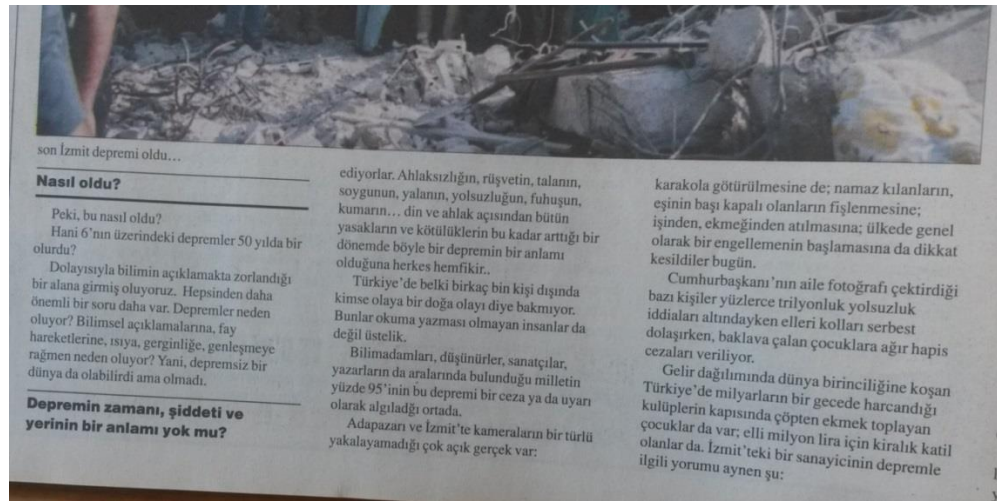 son İzmit depremi oldu...
Nasıl oldu?
Peki, bu nasıl oldu?
Hani 6'nın üzerindeki depremler 50 yılda bir
olurdu?
Dolayısıyla bilimin açıklamakta zorlandığı
bir alana girmiş oluyoruz. Hepsinden daha
önemli bir soru daha var. Depremler neden
oluyor? Bilimsel açıklamalarına, fay
hareketlerine, ısıya, gerginliğe, genleşmeye
rağmen neden oluyor? Yani, depremsiz bir
dünya da olabilirdi ama olmadı.
Depremin zamanı, şiddeti ve
yerinin bir anlamı yok mu?
ediyorlar. Ahlaksızlığın, rüşvetin, talanın,
soygunun, yalanın, yolsuzluğun, fuhuşun,
kumarın... din ve ahlak açısından bütün
yasakların ve kötülüklerin bu kadar arttığı bir
dönemde böyle bir depremin bir anlamı
olduğuna herkes hemfikir..
Türkiye'de belki birkaç bin kişi dışında
kimse olaya bir doğa olayı diye bakmıyor.
Bunlar okuma yazması olmayan insanlar da
değil üstelik.
Bilimadamları, düşünürler, sanatçılar,
yazarların da aralarında bulunduğu milletin
yüzde 95'inin bu depremi bir ceza ya da uyarı
olarak algıladğı ortada.
Adapazarı ve İzmit'te kameraların bir türlü
yakalayamadığı çok açık gerçek var:
karakola götürülmesine de; namaz kılanların,
eşinin başı kapalı olanların fişlenmesine;
işinden, ekmeğinden atılmasına; ülkede genel
olarak bir engellemenin başlamasına da dikkat
kesildiler bugün.
Cumhurbaşkanı'nın aile fotoğrafı çektirdiği
bazı kişiler yüzlerce trilyonluk yolsuzluk
iddiaları altındayken elleri kolları serbest
dolaşırken, baklava çalan çocuklara ağır hapis
cezaları veriliyor.
Gelir dağılımında dünya birinciliğine koşan
Türkiye'de milyarların bir gecede harcandığı
kulüplerin kapısında çöpten ekmek toplayan
çocuklar da var; elli milyon lira için kiralık katil
olanlar da. İzmit'teki bir sanayicinin depremle
ilgili yorumu aynen şu: